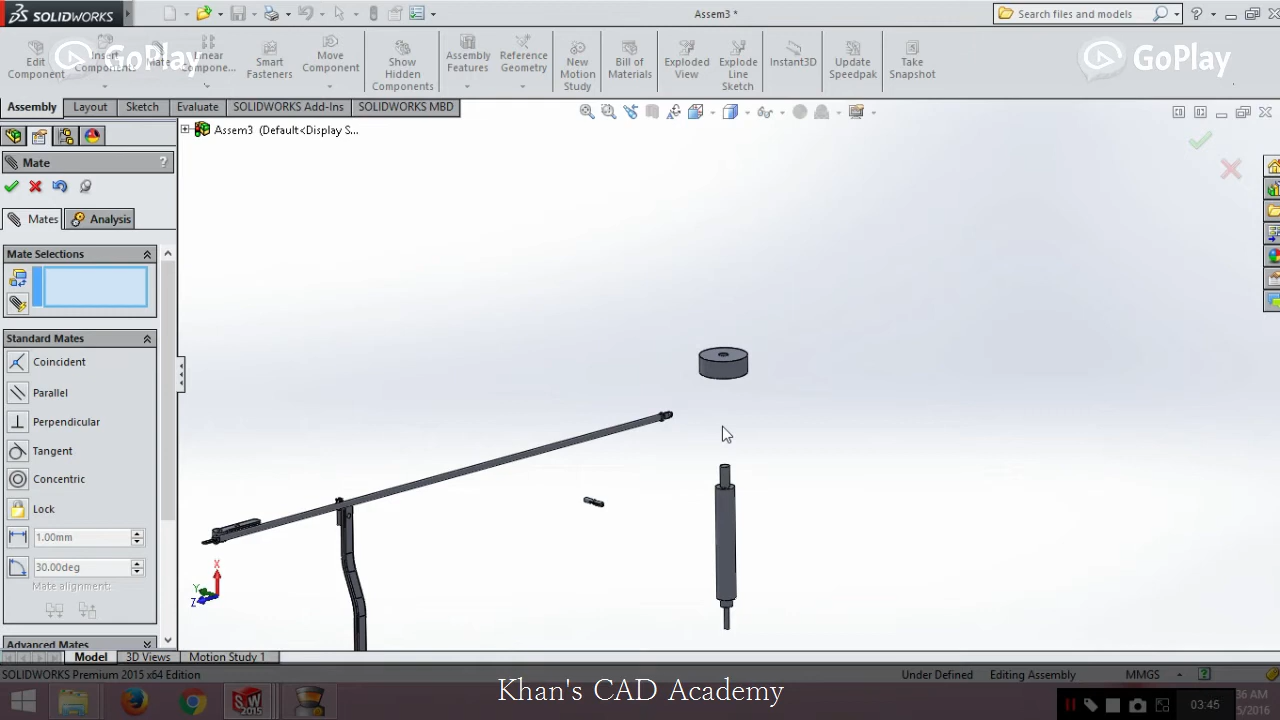 SOLIDWORKS
Assem3 *
Search files and models
GoPlay
GoPlay
Edit
Component
Insert
Components
Mate
Linear
Compone...
Smart
Fasteners
Move
Component
Show
Hidden
Components
Assembly
Features
Reference
Geometry
New
Motion
Study
Bill of
Materials
Exploded
View
Explode
Line
Sketch
Instant3D
Update
Speedpak
Take
Snapshot
Assembly Layout Sketch Evaluate SOLIDWORKS Add-Ins SOLIDWORKS MBD
Assem3 (Default<Display S...
Mate ?
Mates Analysis
Mate Selections
Standard Mates
Coincident
Parallel
Perpendicular
Tangent
Concentric
Lock
1.00mm
30.00deg
Mate alignment:
Advanced Mates
X
Y
Z
Model 3D Views Motion Study 1
SOLIDWORKS Premium 2015 x64 Edition Under Defined Editing Assembly MMGS
Khan's CAD Academy
SW
2015
03:45